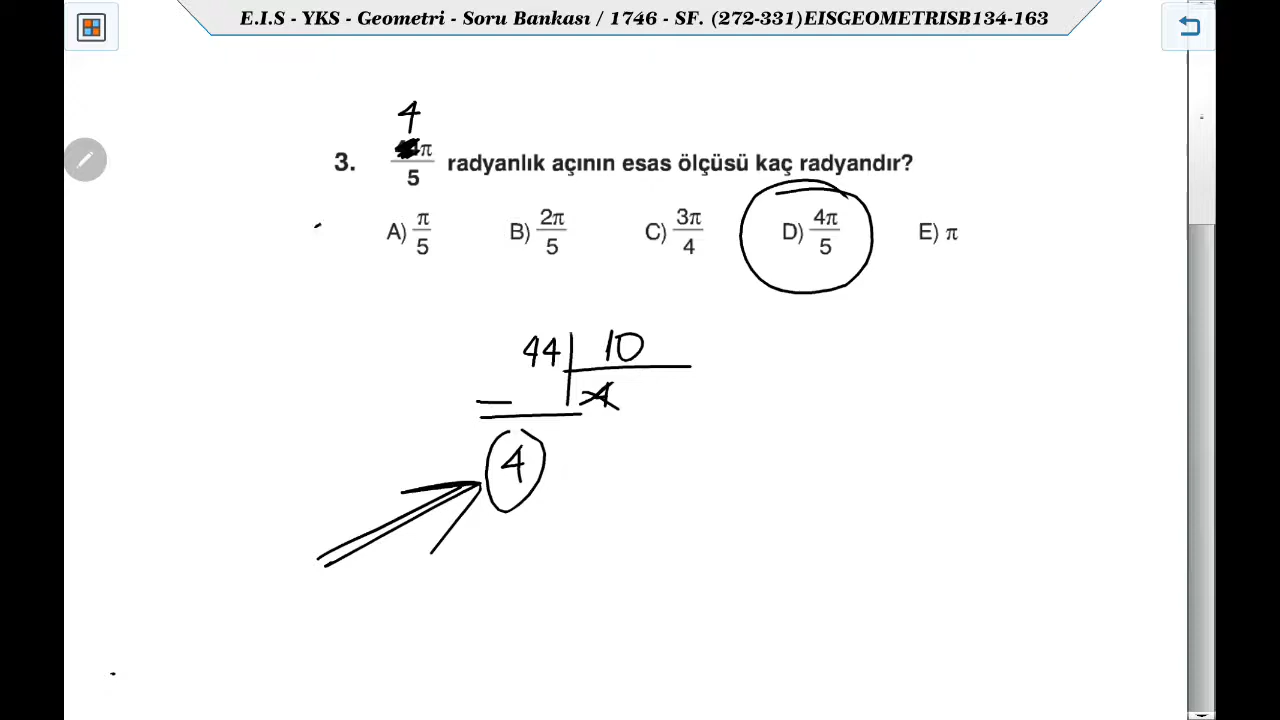 E.I.S - YKS - Geometri - Soru Bankası / 1746 - SF. (272-331)EISGEOMETRISB134-163
4
π
3. radyanlık açının esas ölçüsü kaç radyandır?
5
A) π/5 B) 2π/5 C) 3π/4 D) 4π/5 E) π
44 10
4
4